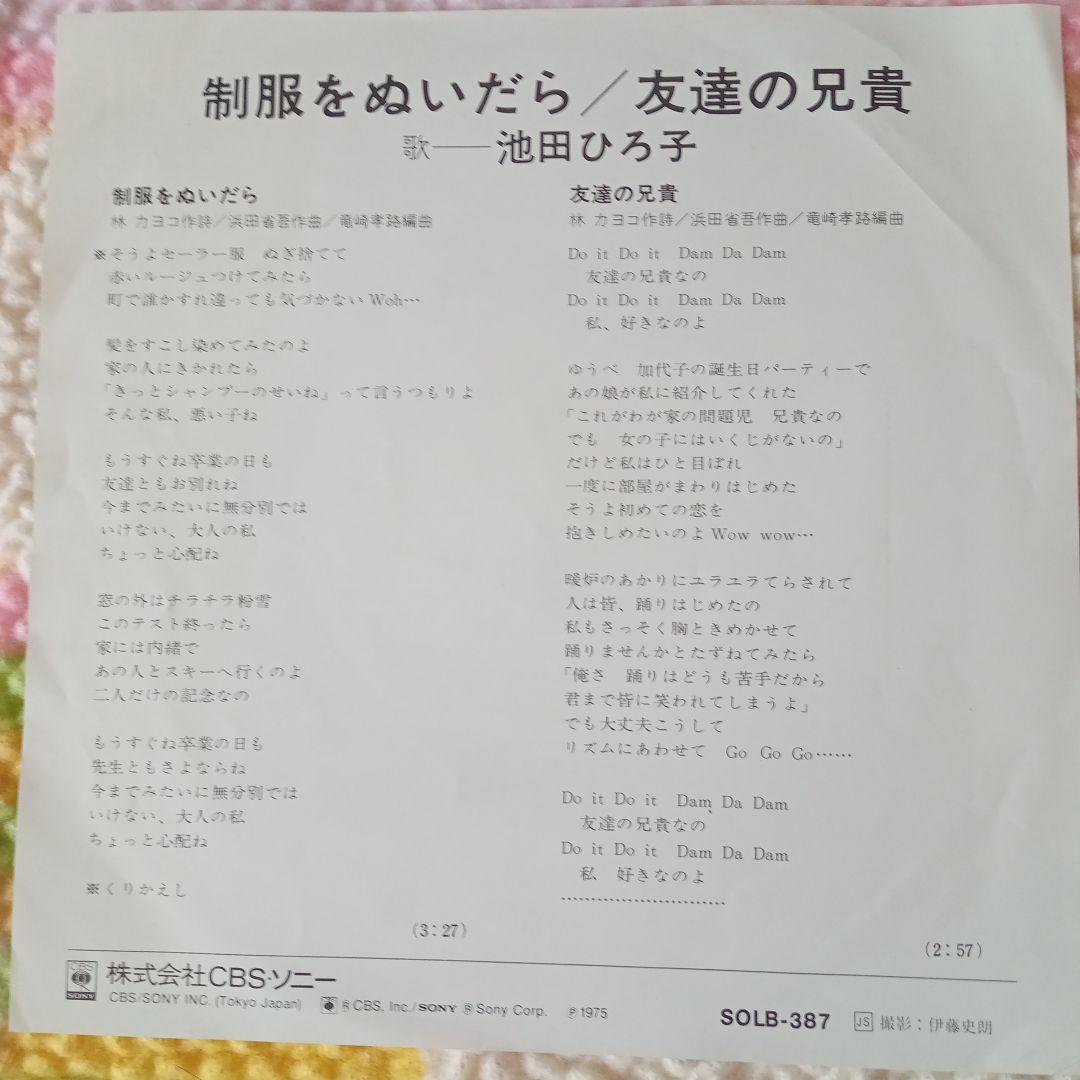 制服をぬいだら／友達の兄貴
歌――池田ひろ子
制服をぬいだら
林 カヨコ作詩／浜田省吾作曲／竜崎孝路編曲
※そうよセーラー服　ぬぎ捨てて
赤いルージュつけてみたら
町で誰かすれ違っても気づかないWoh…
髪をすこし染めてみたのよ
家の人にきかれたら
「きっとシャンプーのせいね」って言うつもりよ
そんな私、悪い子ね
もうすぐね卒業の日も
友達ともお別れね
今までみたいに無分別では
いけない、大人の私
ちょっと心配ね
窓の外はチラチラ粉雪
このテスト終ったら
家には内緒で
あの人とスキーへ行くのよ
二人だけの記念なの
もうすぐね卒業の日も
先生ともさよならね
今までみたいに無分別では
いけない、大人の私
ちょっと心配ね
※くりかえし
(3:27)
友達の兄貴
林 カヨコ作詩／浜田省吾作曲／竜崎孝路編曲
Do it Do it　Dam Da Dam
友達の兄貴なの
Do it Do it　Dam Da Dam
私、好きなのよ
ゆうべ　加代子の誕生日パーティーで
あの娘が私に紹介してくれた
「これがわが家の問題児　兄貴なの
でも　女の子にはいくじがないの」
だけど私はひと目ぼれ
一度に部屋がまわりはじめた
そうよ初めての恋を
抱きしめたいのよWow wow…
暖炉のあかりにユラユラてらされて
人は皆、踊りはじめたの
私もさっそく胸ときめかせて
踊りませんかとたずねてみたら
「俺さ　踊りはどうも苦手だから
君まで皆に笑われてしまうよ」
でも大丈夫こうして
リズムにあわせて　Go Go Go……
Do it Do it　Dam Da Dam
友達の兄貴なの
Do it Do it　Dam Da Dam
私　好きなのよ
…………………………
(2:57)
CBS SONY 株式会社CBS・ソニー
CBS/SONY INC. (Tokyo Japan) ®CBS, Inc./SONY ®Sony Corp. ℗1975
SOLB-387 JS 撮影：伊藤史朗